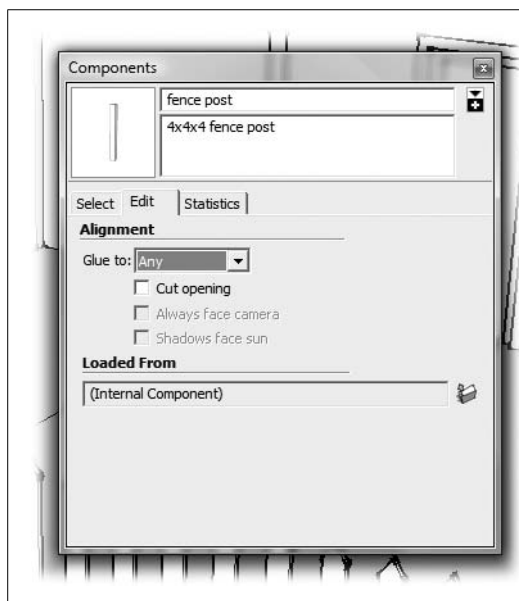 Components
fence post
4x4x4 fence post
Select Edit Statistics
Alignment
Glue to: Any
Cut opening
Always face camera
Shadows face sun
Loaded From
(Internal Component)